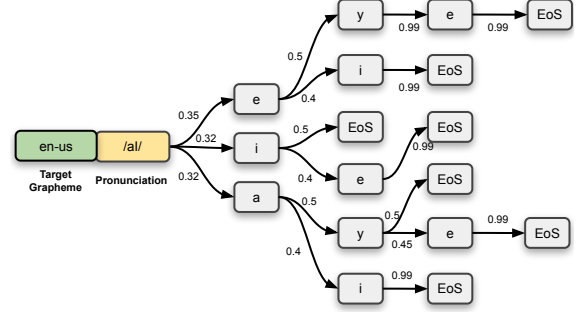 y 0.99 e 0.99 EoS
0.5
i 0.99 EoS
0.4
e
0.35
en-us /aI/ 0.32 i 0.5 EoS 0.99 EoS
0.4 e
Target Grapheme Pronunciation
0.32
a 0.5 EoS
y 0.5 0.45 e 0.99 EoS
0.4
i 0.99 EoS